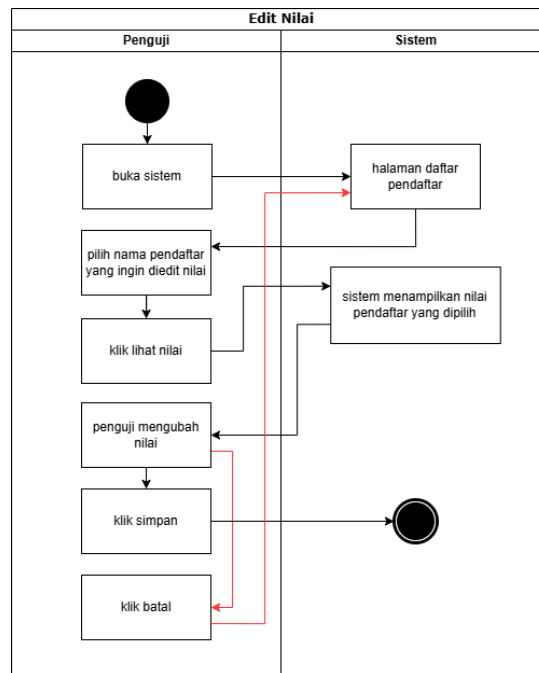 Edit Nilai
Penguji
Sistem
buka sistem
halaman daftar
pendaftar
pilih nama pendaftar
yang ingin diedit nilai
sistem menampilkan nilai
pendaftar yang dipilih
klik lihat nilai
penguji mengubah
nilai
klik simpan
klik batal